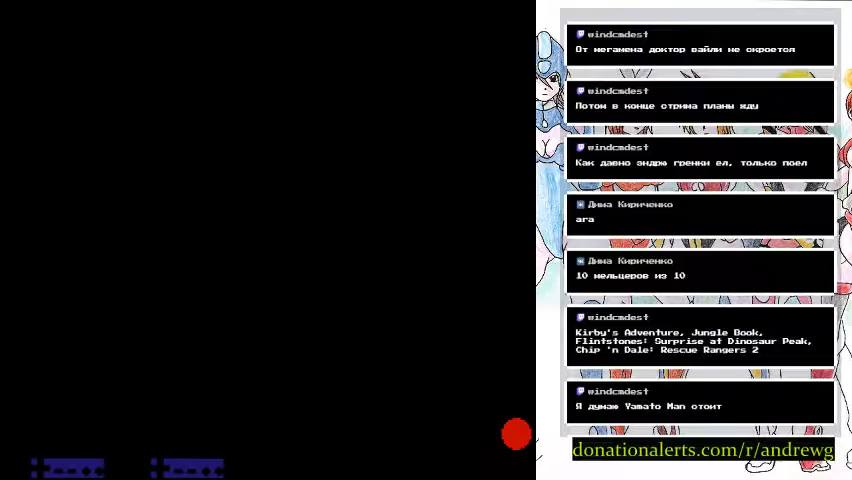 windcmdest
От мегамена доктор вайли не скроется
windcmdest
Потом в конце стрима планы жду
windcmdest
Как давно эндрю гренки ел, только поел
Дима Кириченко
ага
Дима Кириченко
10 мельцеров из 10
windcmdest
Kirby's Adventure, Jungle Book,
Flintstones: Surprise at Dinosaur Peak,
Chip 'n Dale: Rescue Rangers 2
windcmdest
Я думаю Yamato Man стоит
donationalerts.com/r/andrewg